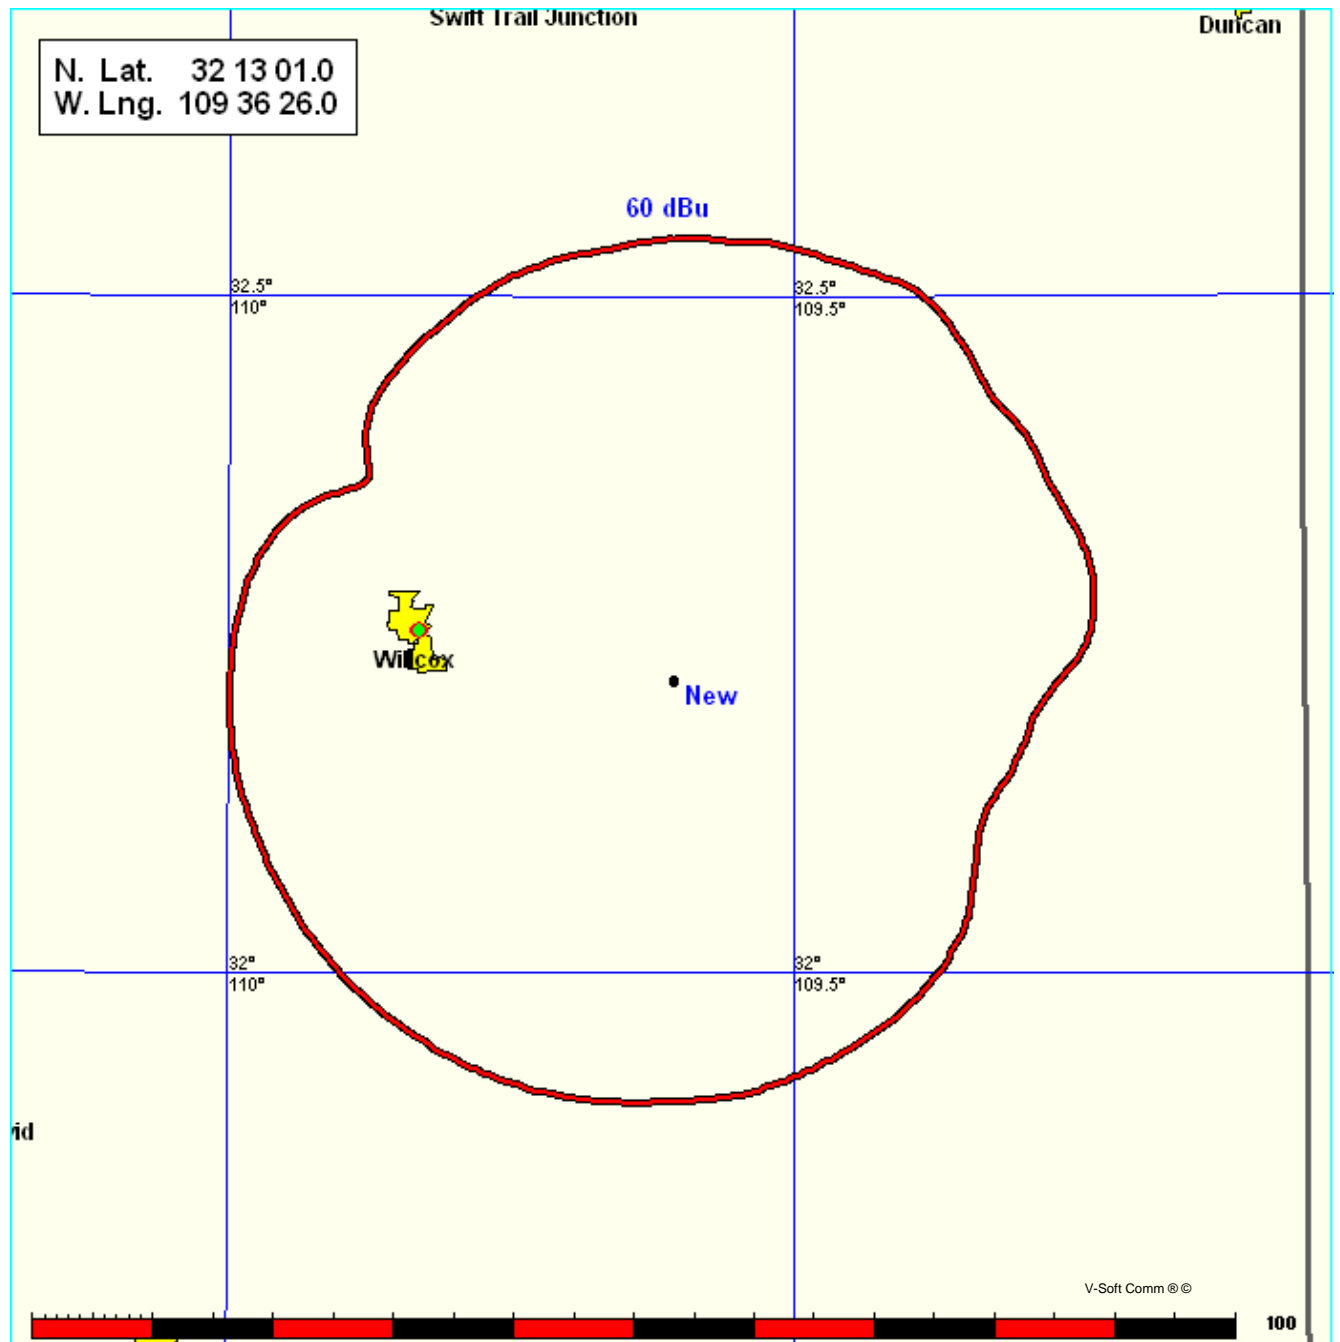 Swift Trail Junction
Duncan
N. Lat. 32 13 01.0
W. Lng. 109 36 26.0
60 dBu
32.5°
110°
32.5°
109.5°
Willcox
New
32°
110°
32°
109.5°
V-Soft Comm ® ©
100